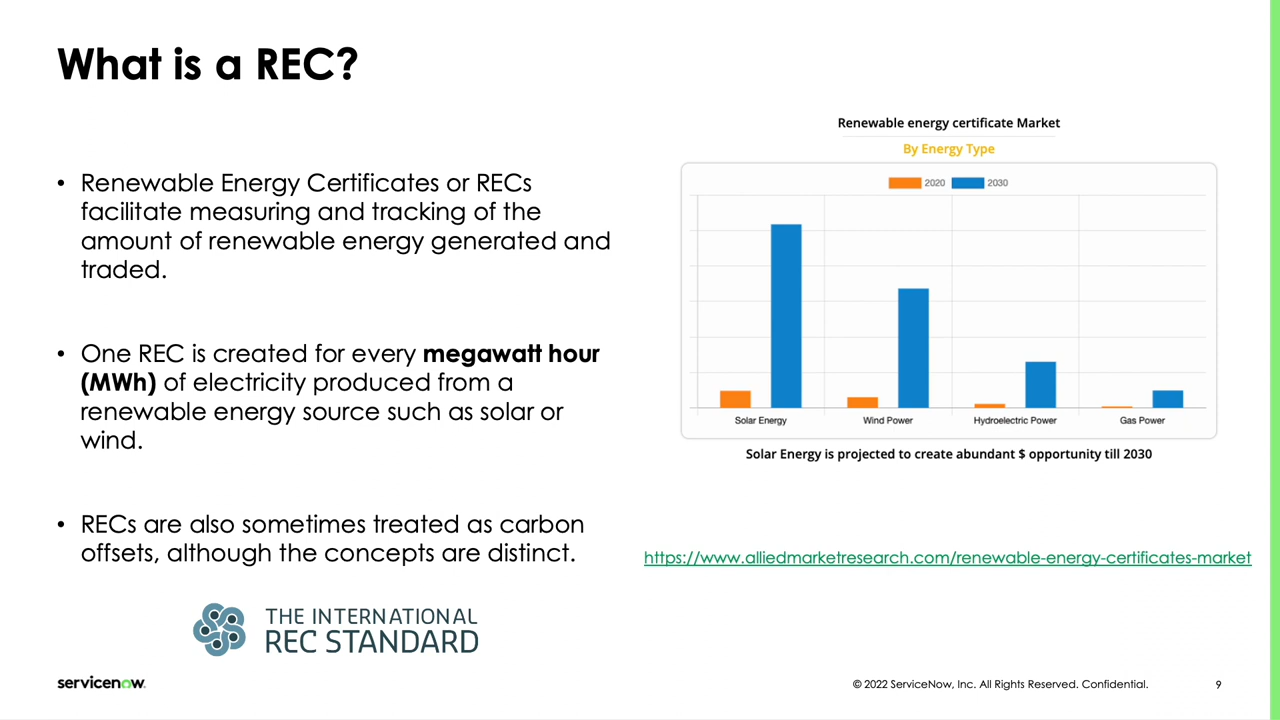 What is a REC?
• Renewable Energy Certificates or RECs
facilitate measuring and tracking of the
amount of renewable energy generated and
traded.
• One REC is created for every megawatt hour
(MWh) of electricity produced from a
renewable energy source such as solar or
wind.
• RECs are also sometimes treated as carbon
offsets, although the concepts are distinct.
THE INTERNATIONAL
REC STANDARD
Renewable energy certificate Market
By Energy Type
2020 2030
Solar Energy Wind Power Hydroelectric Power Gas Power
Solar Energy is projected to create abundant $ opportunity till 2030
https://www.alliedmarketresearch.com/renewable-energy-certificates-market
servicenow.
© 2022 ServiceNow, Inc. All Rights Reserved. Confidential.
9